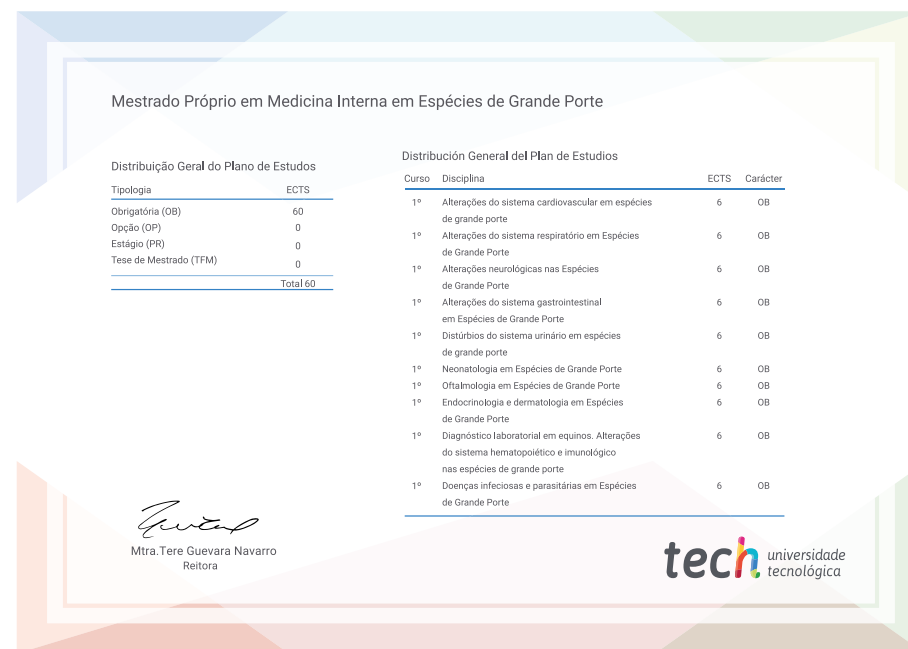 Mestrado Próprio em Medicina Interna em Espécies de Grande Porte
Distribuição Geral do Plano de Estudos
Tipologia ECTS
Obrigatória (OB) 60
Opção (OP) 0
Estágio (PR) 0
Tese de Mestrado (TFM) 0
Total 60
Distribución General del Plan de Estudios
Curso Disciplina ECTS Carácter
1º Alterações do sistema cardiovascular em espécies 6 OB
de grande porte
1º Alterações do sistema respiratório em Espécies 6 OB
de Grande Porte
1º Alterações neurológicas nas Espécies 6 OB
de Grande Porte
1º Alterações do sistema gastrointestinal 6 OB
em Espécies de Grande Porte
1º Distúrbios do sistema urinário em espécies 6 OB
de grande porte
1º Neonatologia em Espécies de Grande Porte 6 OB
1º Oftalmologia em Espécies de Grande Porte 6 OB
1º Endocrinologia e dermatologia em Espécies 6 OB
de Grande Porte
1º Diagnóstico laboratorial em equinos. Alterações 6 OB
do sistema hematopoiético e imunológico
nas espécies de grande porte
1º Doenças infeciosas e parasitárias em Espécies 6 OB
de Grande Porte
Mtra.Tere Guevara Navarro
Reitora
tech universidade
tecnológica